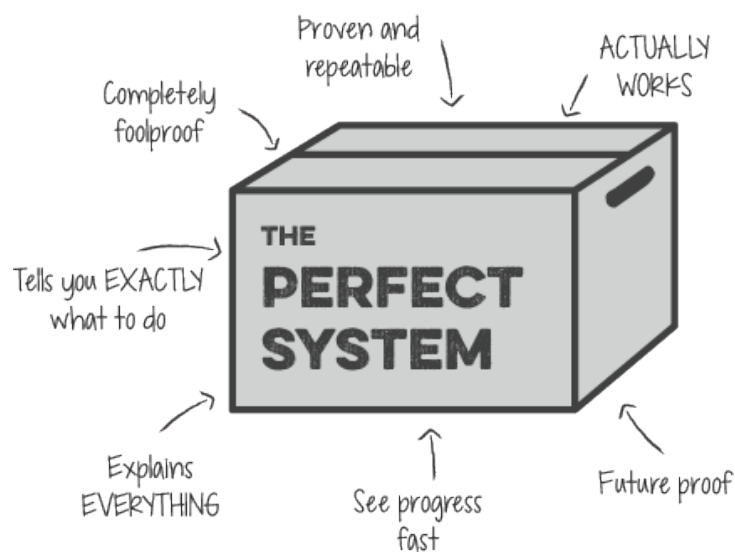 Proven and
repeatable
ACTUALLY
WORKS
Completely
foolproof
THE
PERFECT
SYSTEM
Tells you EXACTLY
what to do
Explains
EVERYTHING
See progress
fast
Future proof